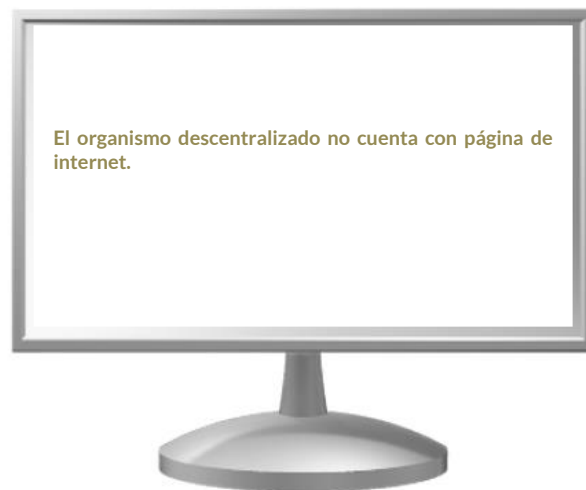 El organismo descentralizado no cuenta con página de
internet.